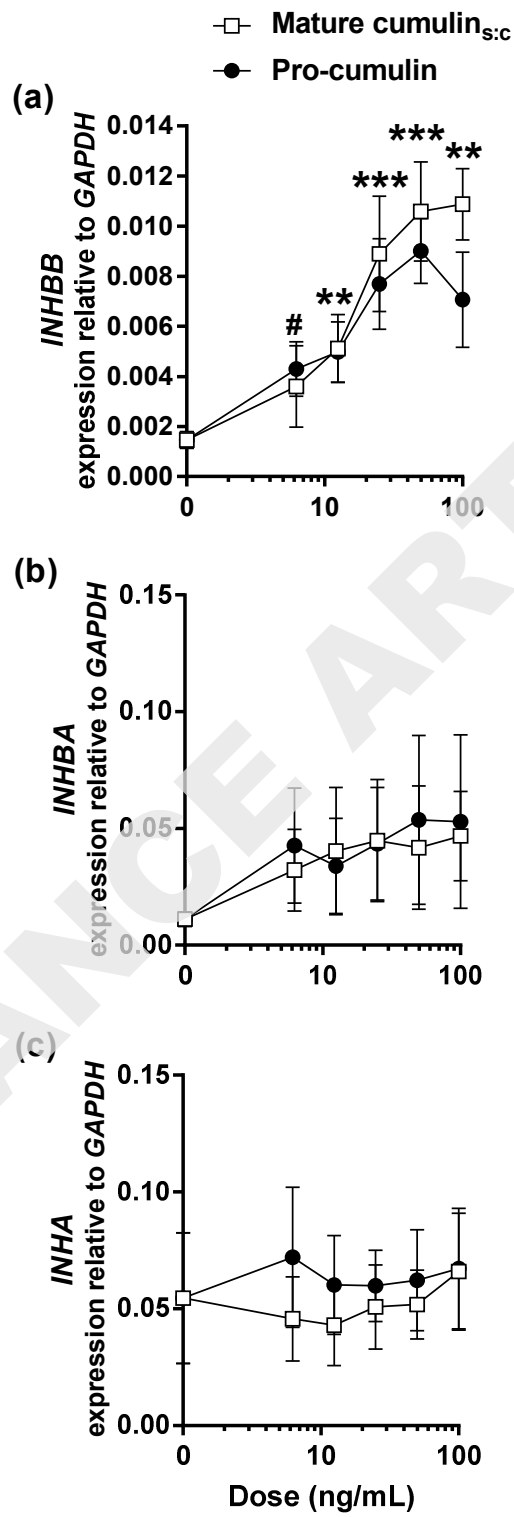 Mature cumulin s:c
Pro-cumulin
(a)
INHBB
expression relative to GAPDH
0.014
0.012
0.010
0.008
0.006
0.004
0.002
0.000
#
**
***
***
**
0
10
100
(b)
INHBA
expression relative to GAPDH
0.15
0.10
0.05
0.00
0
10
100
(c)
INHA
expression relative to GAPDH
0.15
0.10
0.05
0.00
0
10
100
Dose (ng/mL)
ANCE ART